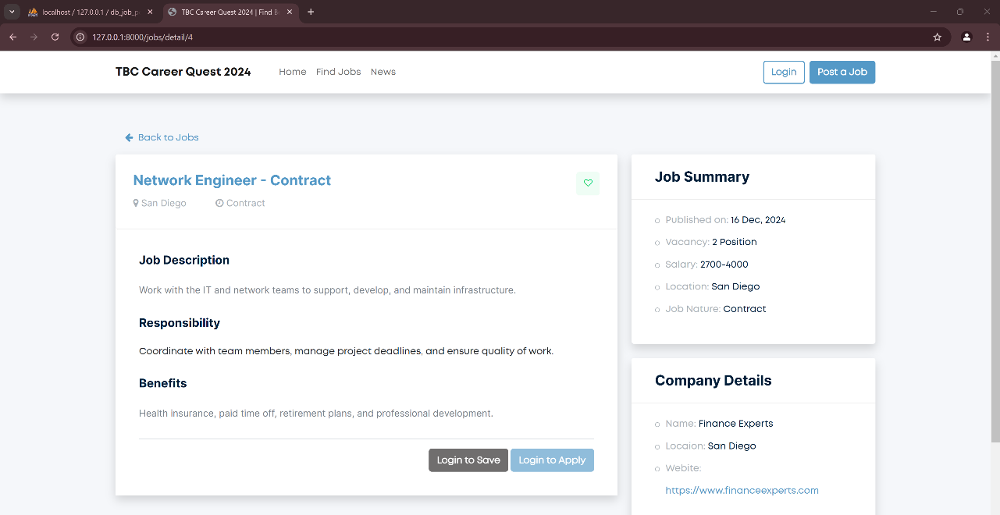 localhost / 127.0.0.1 / db_job_p
TBC Career Quest 2024 | Find B
127.0.0.1:8000/jobs/detail/4
TBC Career Quest 2024
Home
Find Jobs
News
Login
Post a Job
Back to Jobs
Network Engineer - Contract
San Diego
Contract
Job Description
Work with the IT and network teams to support, develop, and maintain infrastructure.
Responsibility
Coordinate with team members, manage project deadlines, and ensure quality of work.
Benefits
Health insurance, paid time off, retirement plans, and professional development.
Login to Save
Login to Apply
Job Summary
Published on: 16 Dec, 2024
Vacancy: 2 Position
Salary: 2700-4000
Location: San Diego
Job Nature: Contract
Company Details
Name: Finance Experts
Locaion: San Diego
Webite:
https://www.financeexperts.com